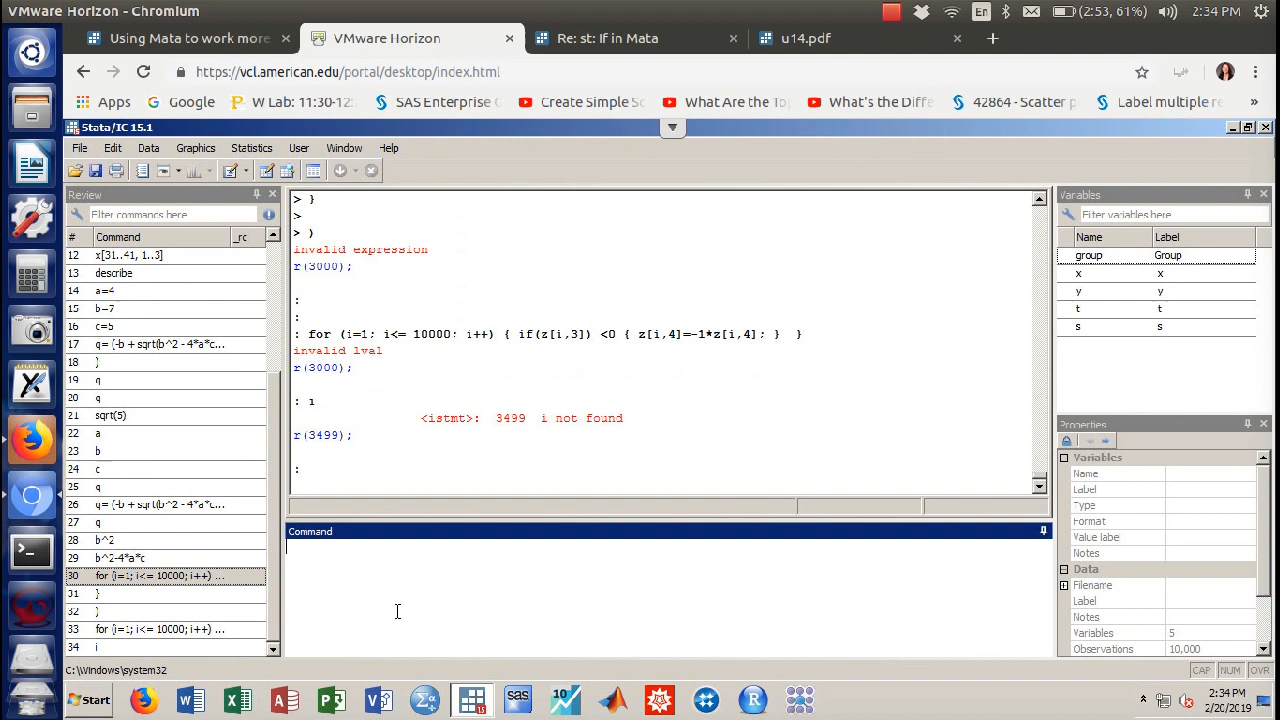 VMware Horizon - Chromium
En
(2:53, 61%)
2:34 PM
Using Mata to work more
VMware Horizon
Re: st: If in Mata
u14.pdf
https://vcl.american.edu/portal/desktop/index.html
Apps
Google
W Lab: 11:30-12:
SAS Enterprise G
Create Simple Sc
What Are the Top
What's the Diffe
42864 - Scatter p
Label multiple re
»
Stata/IC 15.1
File Edit Data Graphics Statistics User Window Help
Review
Filter commands here
# Command _rc
12 x[31..41, 1..3]
13 describe
14 a=4
15 b=7
16 c=5
17 q= (-b + sqrt(b^2 - 4*a*c...
18 )
19 q
20 q
21 sqrt(5)
22 a
23 b
24 c
25 q
26 q= (-b + sqrt(b^2 - 4*a*c...
27 q
28 b^2
29 b^2-4*a*c
30 for (i=1; i<= 10000; i++) ...
31 }
32 )
33 for (i=1; i<= 10000; i++) ...
34 i
C:\Windows\system32
> }
>
> )
invalid expression
r(3000);
:
:
: for (i=1; i<= 10000: i++) { if(z[i,3]) <0 { z[i,4]=-1*z[i,4]; } }
invalid lval
r(3000);
: i
<istmt>: 3499 i not found
r(3499);
:
Command
Variables
Filter variables here
Name Label
group Group
x x
y y
t t
s s
Properties
Variables
Name
Label
Type
Format
Value label
Notes
Data
Filename
Label
Notes
Variables 5
Observations 10,000
CAP NUM OVR
Start
2:34 PM
2/20/2019